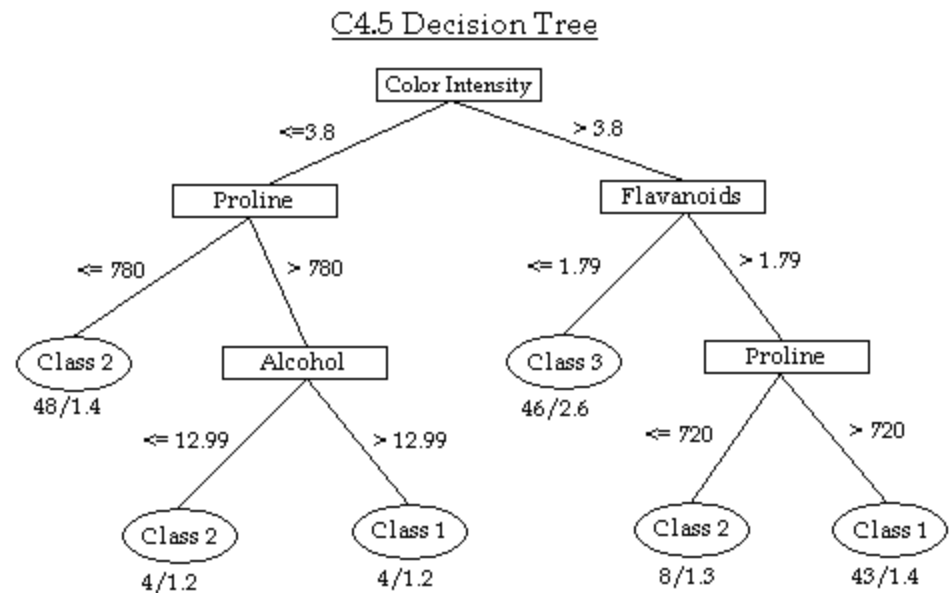 C4.5 Decision Tree
Color Intensity
<=3.8
> 3.8
Proline
Flavanoids
<= 780
> 780
<= 1.79
> 1.79
Class 2
Alcohol
Class 3
Proline
48/1.4
46/2.6
<= 12.99
> 12.99
<= 720
> 720
Class 2
Class 1
Class 2
Class 1
4/1.2
4/1.2
8/1.3
43/1.4